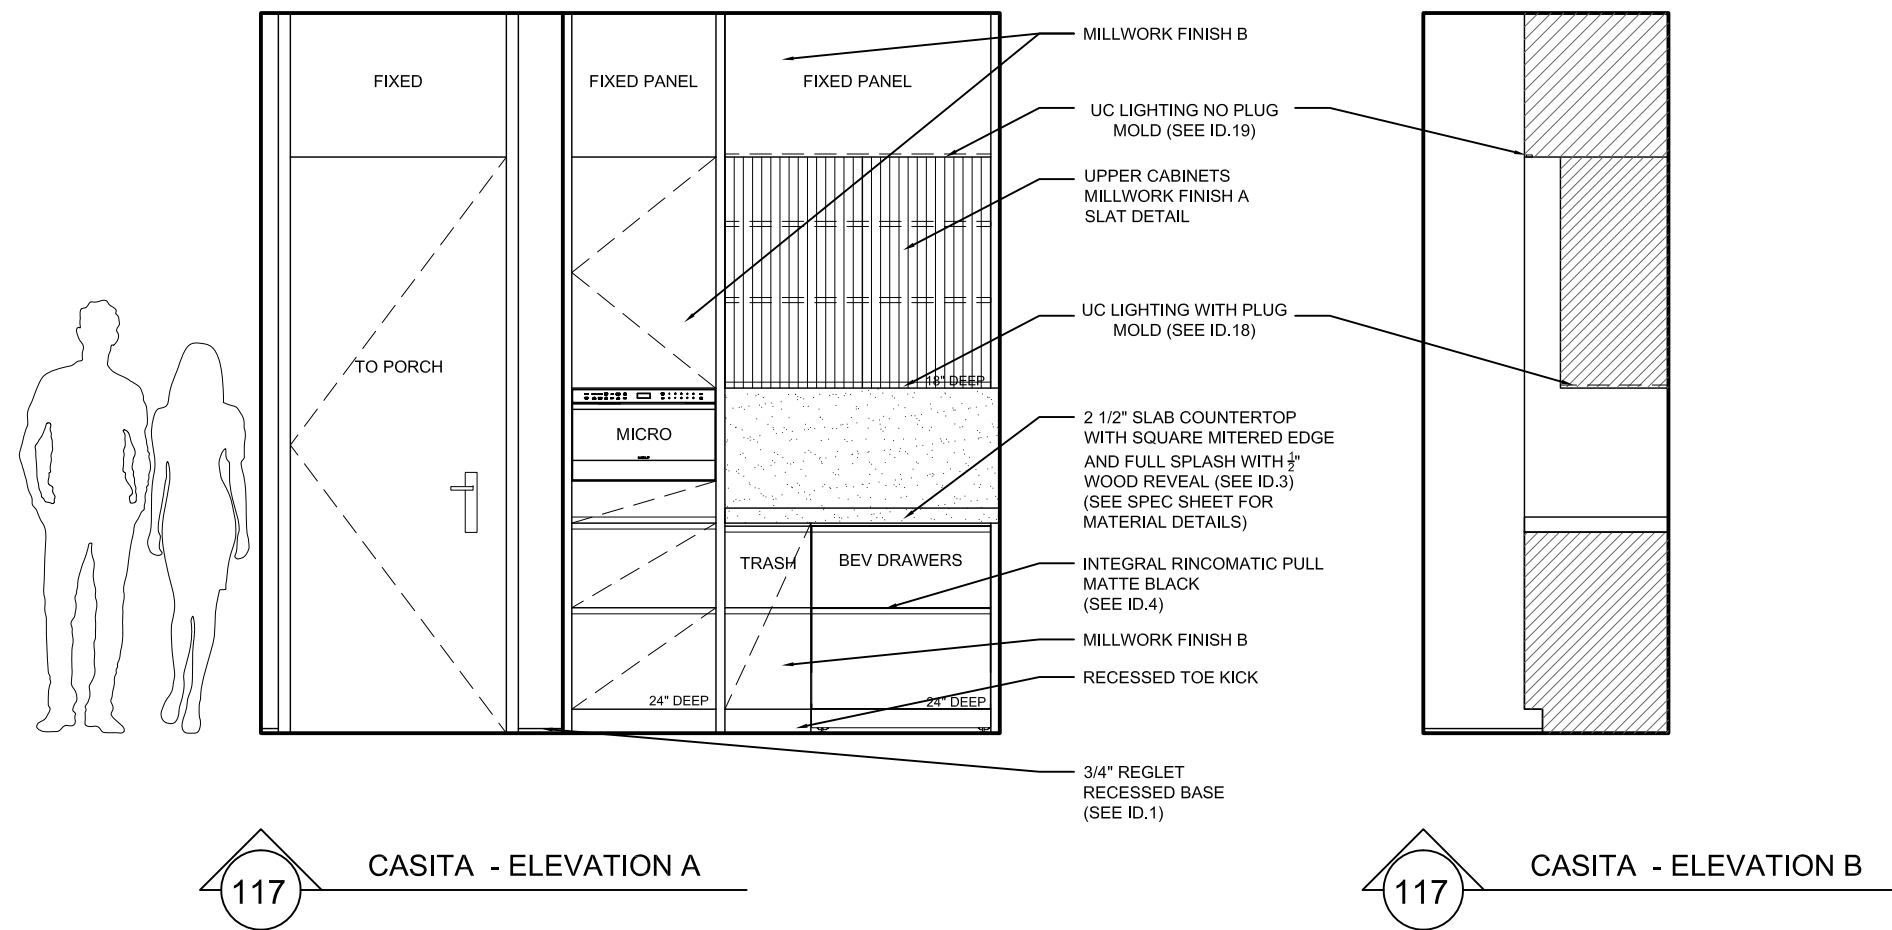 FIXED
FIXED PANEL
FIXED PANEL
TO PORCH
MICRO
18" DEEP
TRASH
BEV DRAWERS
24" DEEP
24" DEEP
MILLWORK FINISH B
UC LIGHTING NO PLUG
MOLD (SEE ID.19)
UPPER CABINETS
MILLWORK FINISH A
SLAT DETAIL
UC LIGHTING WITH PLUG
MOLD (SEE ID.18)
2 1/2" SLAB COUNTERTOP
WITH SQUARE MITERED EDGE
AND FULL SPLASH WITH ½"
WOOD REVEAL (SEE ID.3)
(SEE SPEC SHEET FOR
MATERIAL DETAILS)
INTEGRAL RINCOMATIC PULL
MATTE BLACK
(SEE ID.4)
MILLWORK FINISH B
RECESSED TOE KICK
3/4" REGLET
RECESSED BASE
(SEE ID.1)
117
CASITA - ELEVATION A
117
CASITA - ELEVATION B